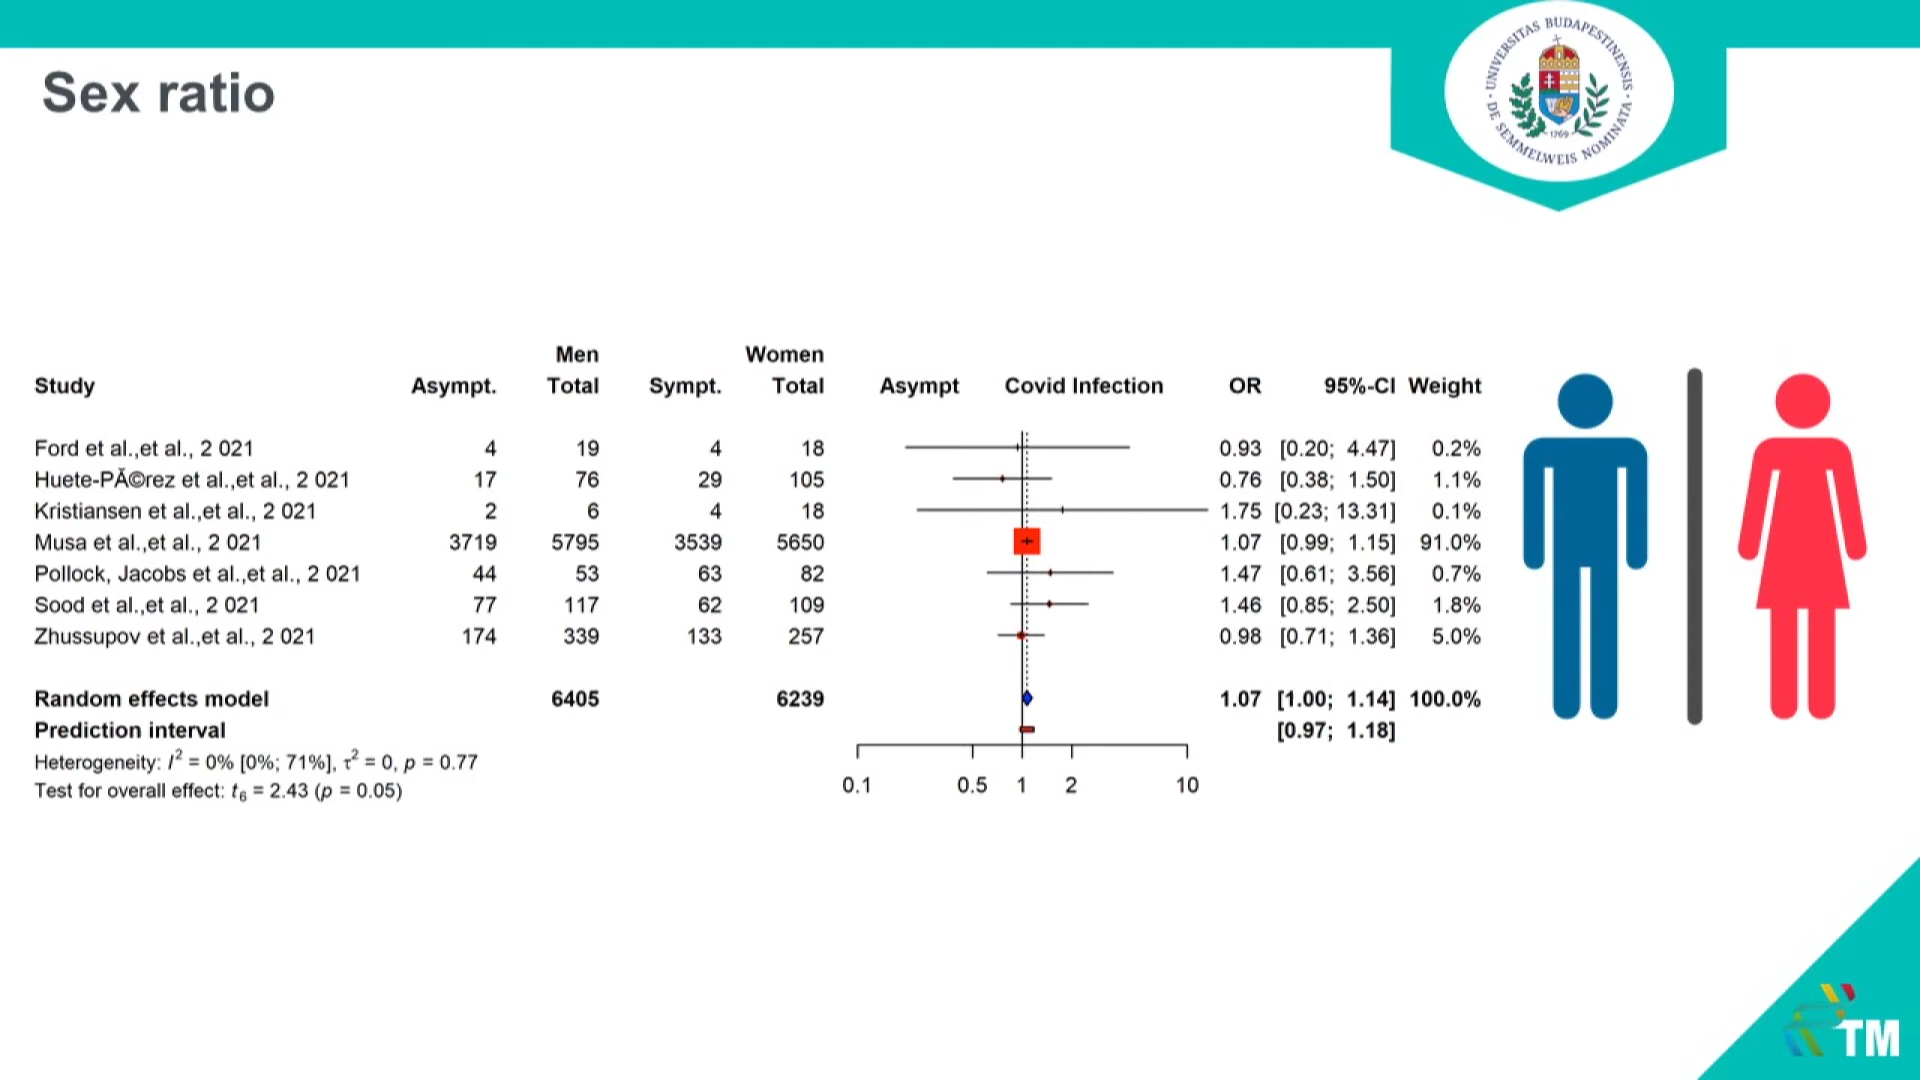 UNIVERSITAS BUDAPESTINENSIS · DE SEMMELWEIS NOMINATA ·
1769
Sex ratio
Men Women
Study Asympt. Total Sympt. Total Asympt Covid Infection OR 95%-CI Weight
Ford et al.,et al., 2 021 4 19 4 18 0.93 [0.20; 4.47] 0.2%
Huete-PĂ©rez et al.,et al., 2 021 17 76 29 105 0.76 [0.38; 1.50] 1.1%
Kristiansen et al.,et al., 2 021 2 6 4 18 1.75 [0.23; 13.31] 0.1%
Musa et al.,et al., 2 021 3719 5795 3539 5650 1.07 [0.99; 1.15] 91.0%
Pollock, Jacobs et al.,et al., 2 021 44 53 63 82 1.47 [0.61; 3.56] 0.7%
Sood et al.,et al., 2 021 77 117 62 109 1.46 [0.85; 2.50] 1.8%
Zhussupov et al.,et al., 2 021 174 339 133 257 0.98 [0.71; 1.36] 5.0%
Random effects model 6405 6239 1.07 [1.00; 1.14] 100.0%
Prediction interval [0.97; 1.18]
Heterogeneity: I² = 0% [0%; 71%], τ² = 0, p = 0.77
Test for overall effect: t₆ = 2.43 (p = 0.05)
0.1 0.5 1 2 10
TM